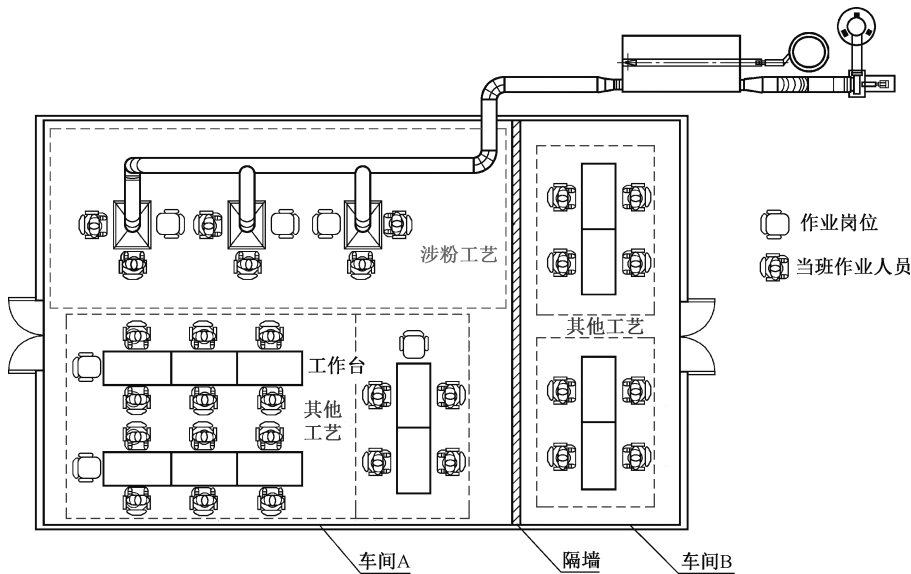 作业岗位
涉粉工艺
当班作业人员
其他工艺
工作台
其他
工艺
车间A
隔墙
车间B